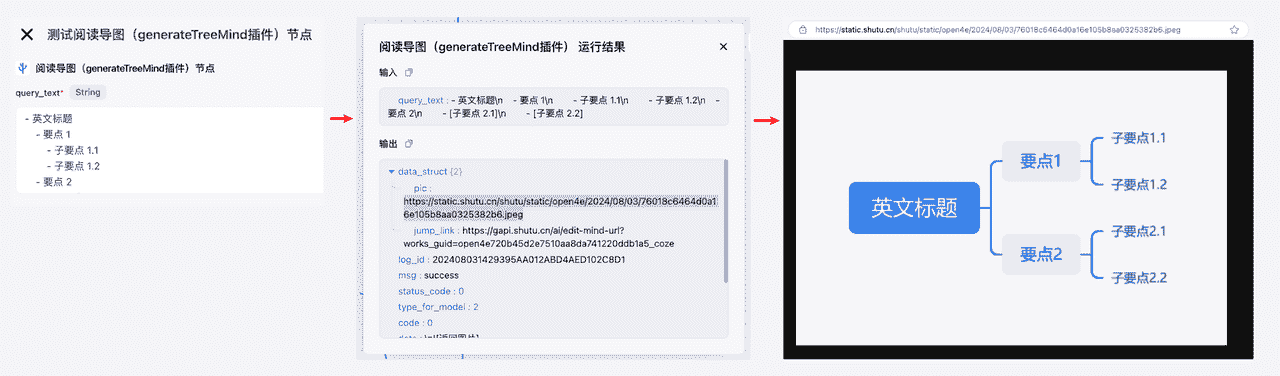 测试阅读导图（generateTreeMind插件）节点
阅读导图（generateTreeMind插件）节点
query_text* String
- 英文标题
- 要点 1
- 子要点 1.1
- 子要点 1.2
- 要点 2
阅读导图（generateTreeMind插件） 运行结果
输入
query_text : - 英文标题\n - 要点 1\n - 子要点 1.1\n - 子要点 1.2\n -
要点 2\n - [子要点 2.1]\n - [子要点 2.2]
输出
data_struct {2}
pic :
https://static.shutu.cn/shutu/static/open4e/2024/08/03/76018c6464d0a1
6e105b8aa0325382b6.jpeg
jump_link : https://gapi.shutu.cn/ai/edit-mind-url?
works_guid=open4e720b45d2e7510aa8da741220ddb1a5_coze
log_id : 202408031429395AA012ABD4AED102C8D1
msg : success
status_code : 0
type_for_model : 2
code : 0
https://static.shutu.cn/shutu/static/open4e/2024/08/03/76018c6464d0a16e105b8aa0325382b6.jpeg
英文标题
要点1
子要点1.1
子要点1.2
要点2
子要点2.1
子要点2.2